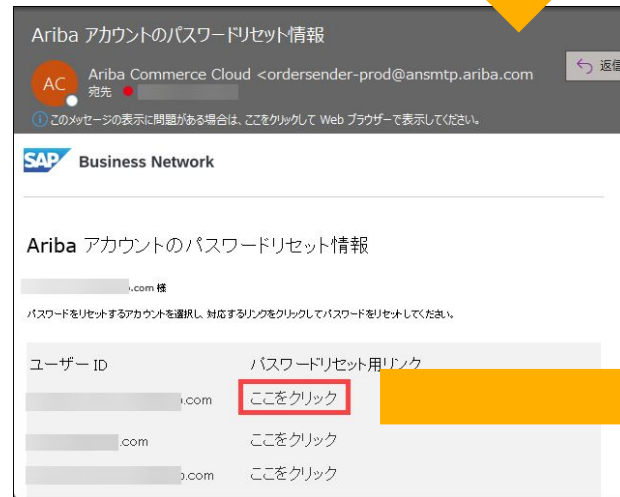 Ariba アカウントのパスワードリセット情報
AC
Ariba Commerce Cloud <ordersender-prod@ansmtp.ariba.com
返信
宛先
このメッセージの表示に問題がある場合は、ここをクリックして Web ブラウザーで表示してください。
SAP Business Network
Ariba アカウントのパスワードリセット情報
.com 様
パスワードをリセットするアカウントを選択し、対応するリンクをクリックしてパスワードをリセットしてください。
ユーザー ID パスワードリセット用リンク
.com ここをクリック
.com ここをクリック
.com ここをクリック